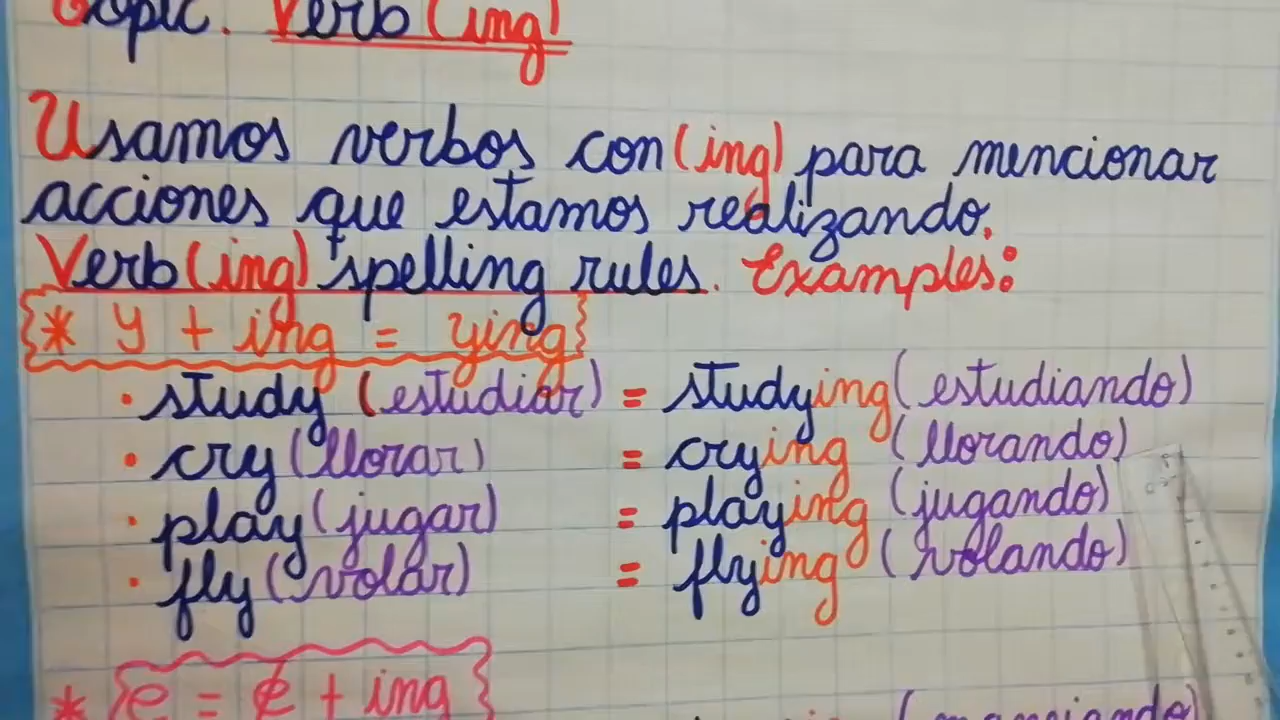 Topic. Verb (ing)
Usamos verbos con (ing) para mencionar
acciones que estamos realizando.
Verb (ing) spelling rules. Examples:
* y + ing = ying
· study (estudiar) = studying (estudiando)
· cry (llorar) = crying (llorando)
· play (jugar) = playing (jugando)
· fly (volar) = flying (volando)
* e = e̸ + ing